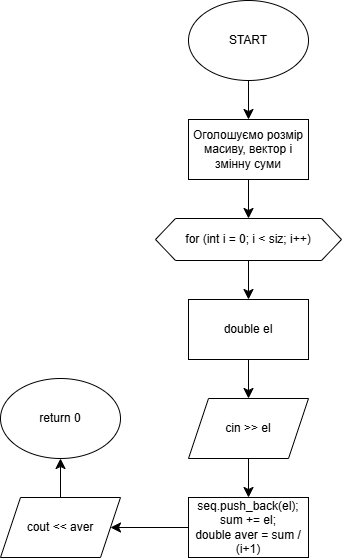 START
Оголошуємо розмір
масиву, вектор і
змінну суми
for (int i = 0; i < siz; i++)
double el
return 0
cin >> el
cout << aver
seq.push_back(el);
sum += el;
double aver = sum /
(i+1)